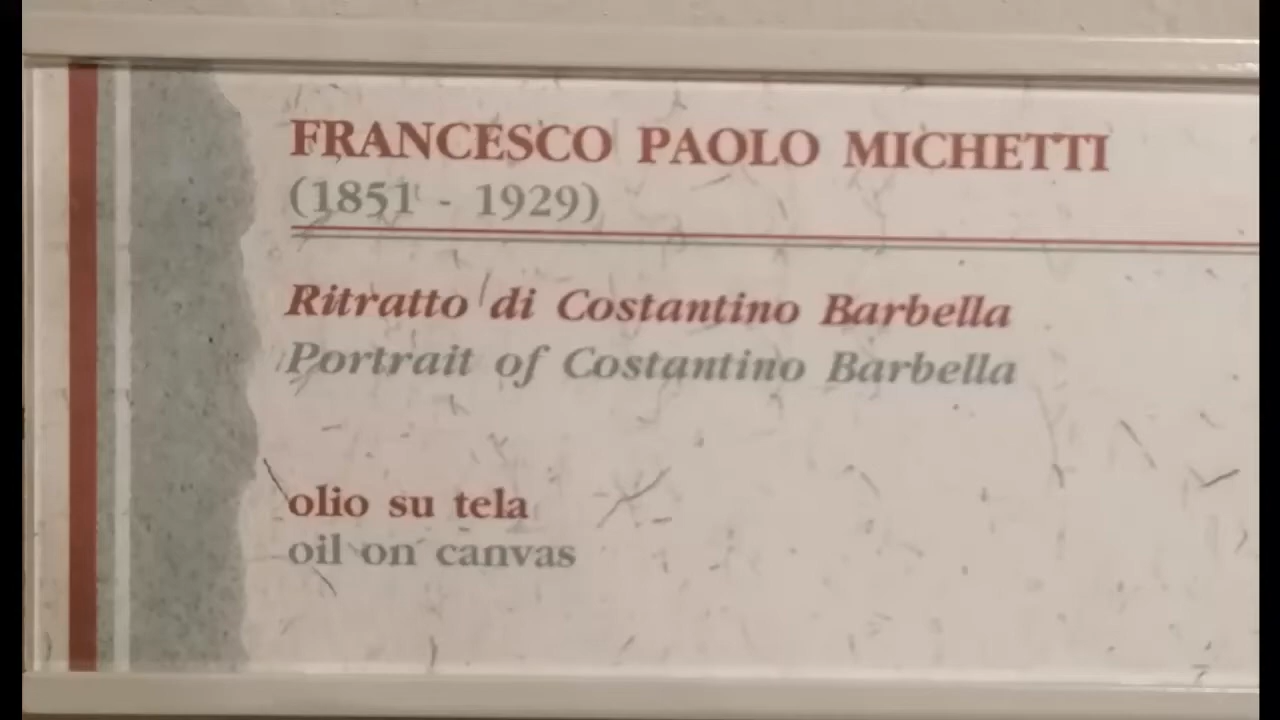 FRANCESCO PAOLO MICHETTI
(1851 - 1929)
Ritratto di Costantino Barbella
Portrait of Costantino Barbella
olio su tela
oil on canvas